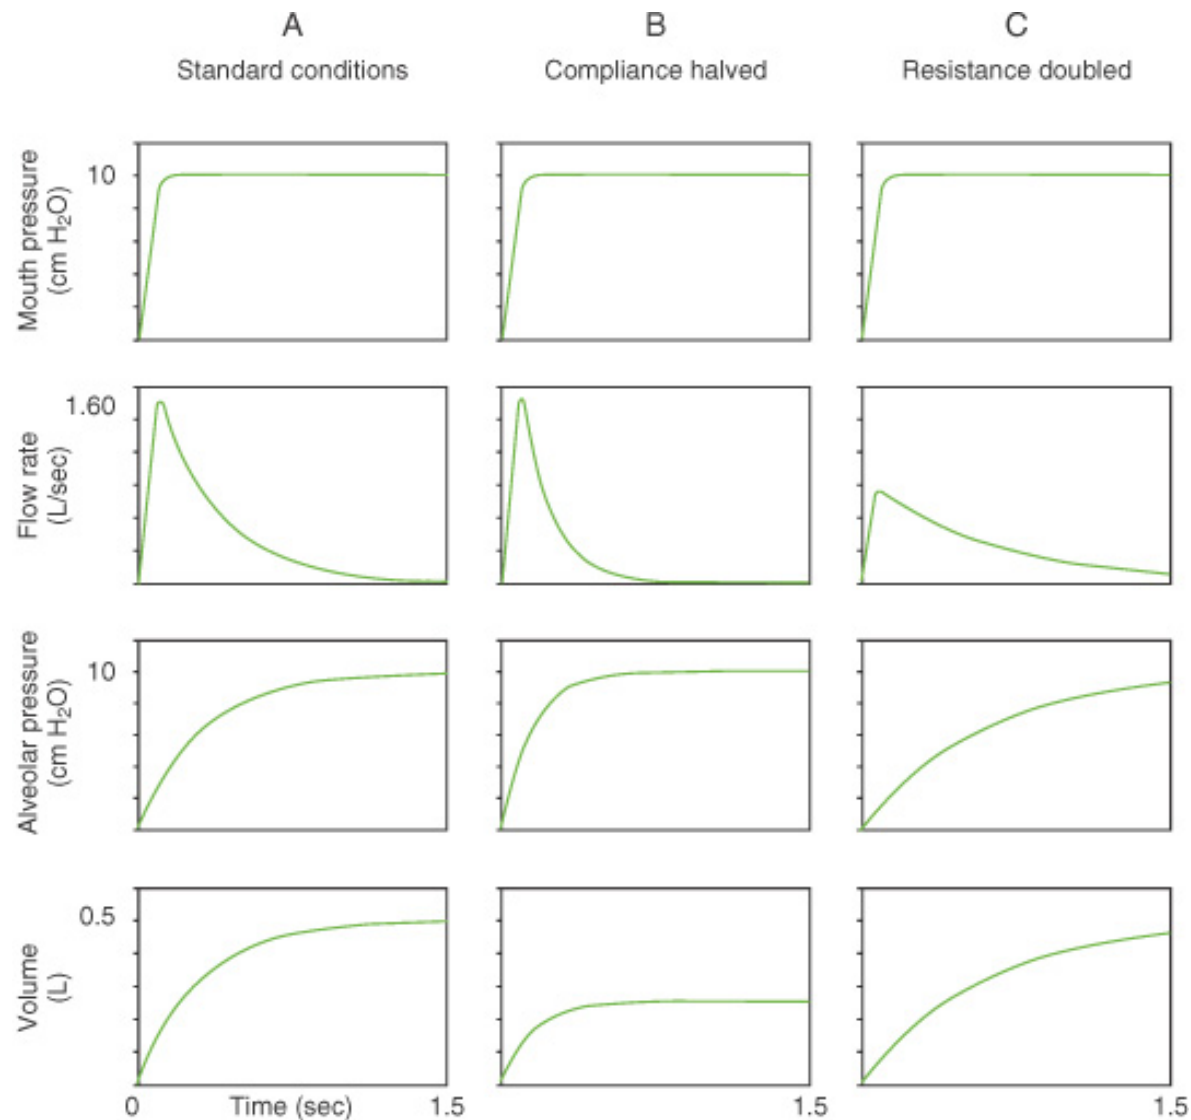 A
B
C
Standard conditions
Compliance halved
Resistance doubled
Mouth pressure
(cm H₂O)
10
Flow rate
(L/sec)
1.60
Alveolar pressure
(cm H₂O)
10
Volume
(L)
0.5
0
Time (sec)
1.5
1.5
1.5